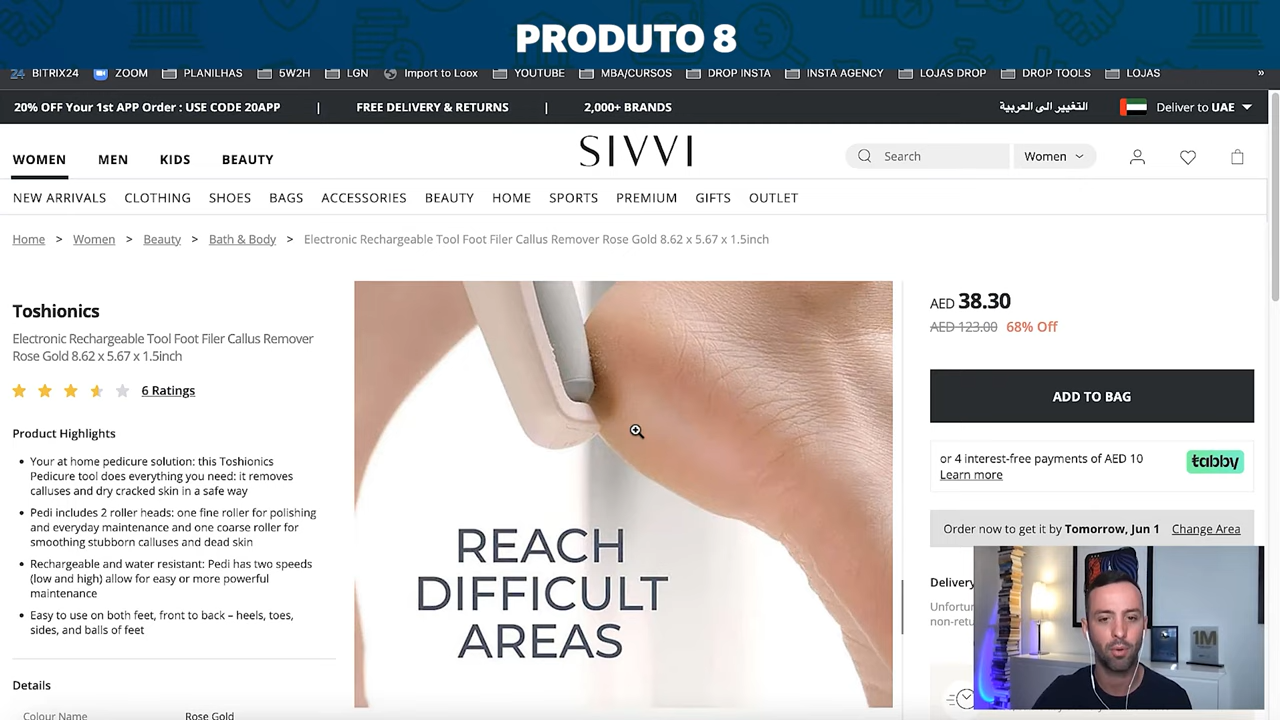 PRODUTO 8
24 BITRIX24 ZOOM PLANILHAS 5W2H LGN Import to Loox YOUTUBE MBA/CURSOS DROP INSTA INSTA AGENCY LOJAS DROP DROP TOOLS LOJAS »
20% OFF Your 1st APP Order : USE CODE 20APP | FREE DELIVERY & RETURNS | 2,000+ BRANDS التغيير الى العربية Deliver to UAE
SIVVI
WOMEN MEN KIDS BEAUTY Search Women
NEW ARRIVALS CLOTHING SHOES BAGS ACCESSORIES BEAUTY HOME SPORTS PREMIUM GIFTS OUTLET
Home > Women > Beauty > Bath & Body > Electronic Rechargeable Tool Foot Filer Callus Remover Rose Gold 8.62 x 5.67 x 1.5inch
Toshionics
Electronic Rechargeable Tool Foot Filer Callus Remover
Rose Gold 8.62 x 5.67 x 1.5inch
6 Ratings
Product Highlights
• Your at home pedicure solution: this Toshionics
Pedicure tool does everything you need: it removes
calluses and dry cracked skin in a safe way
• Pedi includes 2 roller heads: one fine roller for polishing
and everyday maintenance and one coarse roller for
smoothing stubborn calluses and dead skin
• Rechargeable and water resistant: Pedi has two speeds
(low and high) allow for easy or more powerful
maintenance
• Easy to use on both feet, front to back – heels, toes,
sides, and balls of feet
Details
Colour Name Rose Gold
REACH
DIFFICULT
AREAS
AED 38.30
AED 123.00 68% Off
ADD TO BAG
or 4 interest-free payments of AED 10
Learn more
tabby
Order now to get it by Tomorrow, Jun 1 Change Area
Delivery
Unfortun
non-retu
1M